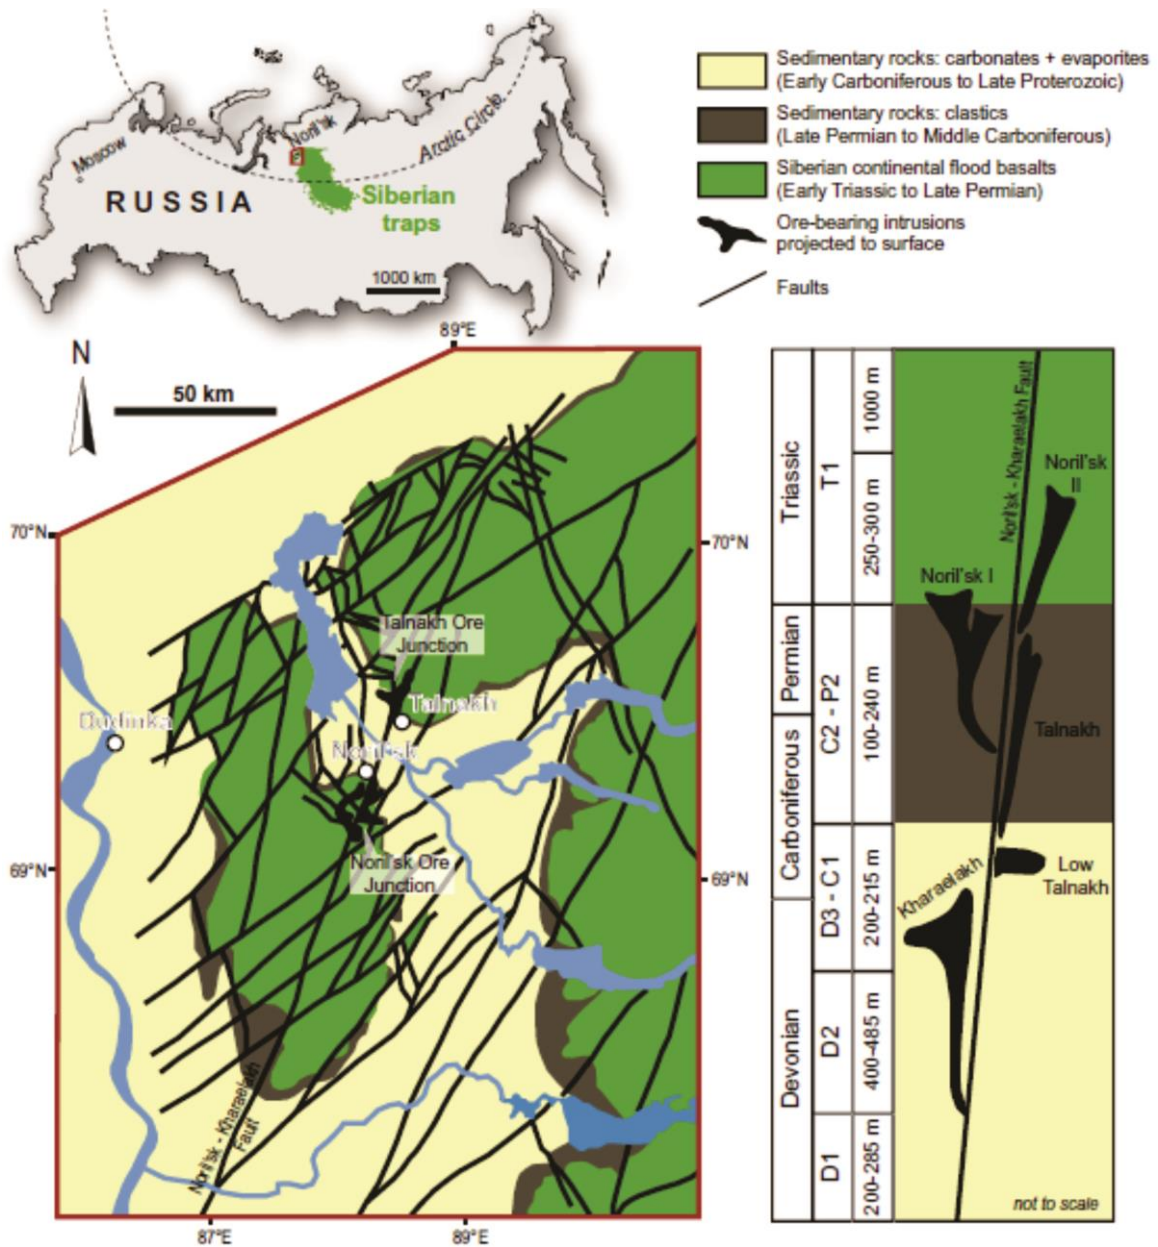 Noril'sk
Moscow
Arctic Circle
RUSSIA
Siberian
traps
1000 km
Sedimentary rocks: carbonates + evaporites
(Early Carboniferous to Late Proterozoic)
Sedimentary rocks: clastics
(Late Permian to Middle Carboniferous)
Siberian continental flood basalts
(Early Triassic to Late Permian)
Ore-bearing intrusions
projected to surface
Faults
89°E
N
50 km
70°N
70°N
Talnakh Ore
Junction
Talnakh
Dudinka
Noril'sk
69°N
69°N
Noril'sk Ore
Junction
Noril'sk - Kharaelakh
Fault
87°E
89°E
Triassic
T1
1000 m
250-300 m
Permian
Carboniferous
C2 - P2
100-240 m
D3 - C1
200-215 m
Devonian
D2
400-485 m
D1
200-285 m
Noril'sk - Kharaelakh Fault
Noril'sk
II
Noril'sk I
Talnakh
Kharaelakh
Low
Talnakh
not to scale